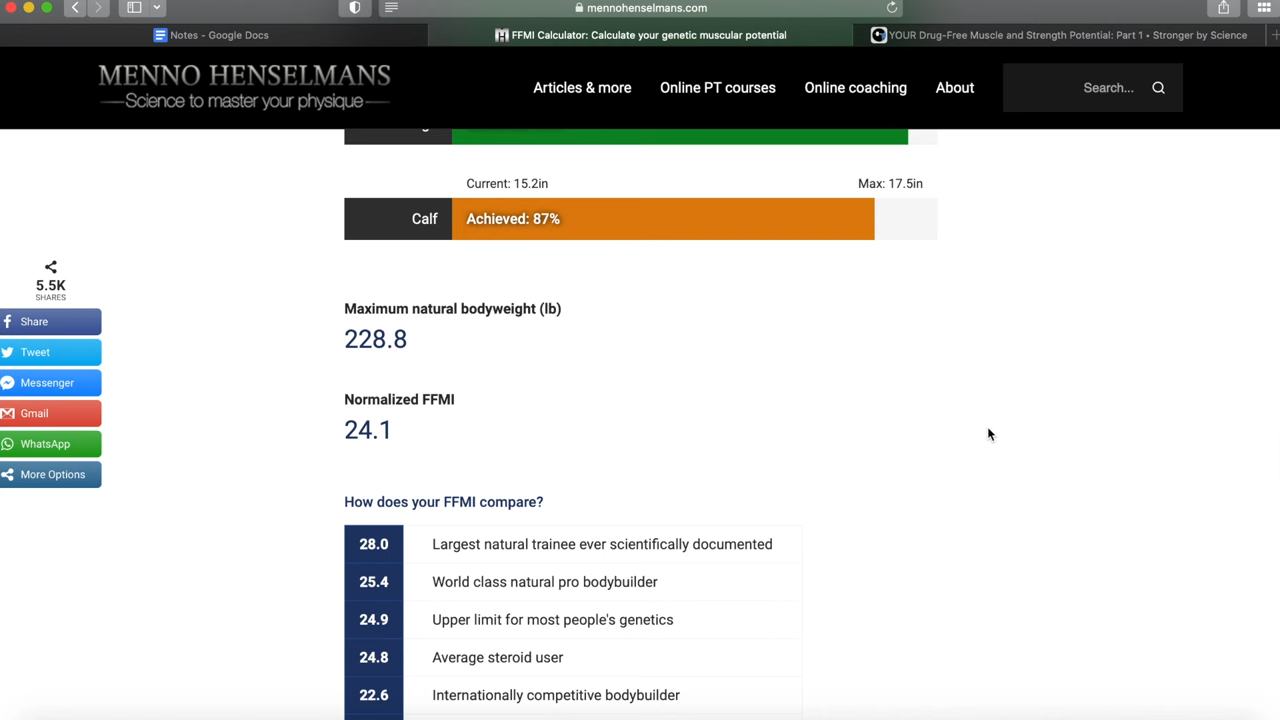 mennohenselmans.com
Notes - Google Docs
FFMI Calculator: Calculate your genetic muscular potential
YOUR Drug-Free Muscle and Strength Potential: Part 1 • Stronger by Science
MENNO HENSELMANS
Science to master your physique
Articles & more
Online PT courses
Online coaching
About
Search...
Current: 15.2in
Max: 17.5in
Calf
Achieved: 87%
5.5K
SHARES
Share
Tweet
Messenger
Gmail
WhatsApp
More Options
Maximum natural bodyweight (lb)
228.8
Normalized FFMI
24.1
How does your FFMI compare?
28.0 Largest natural trainee ever scientifically documented
25.4 World class natural pro bodybuilder
24.9 Upper limit for most people's genetics
24.8 Average steroid user
22.6 Internationally competitive bodybuilder